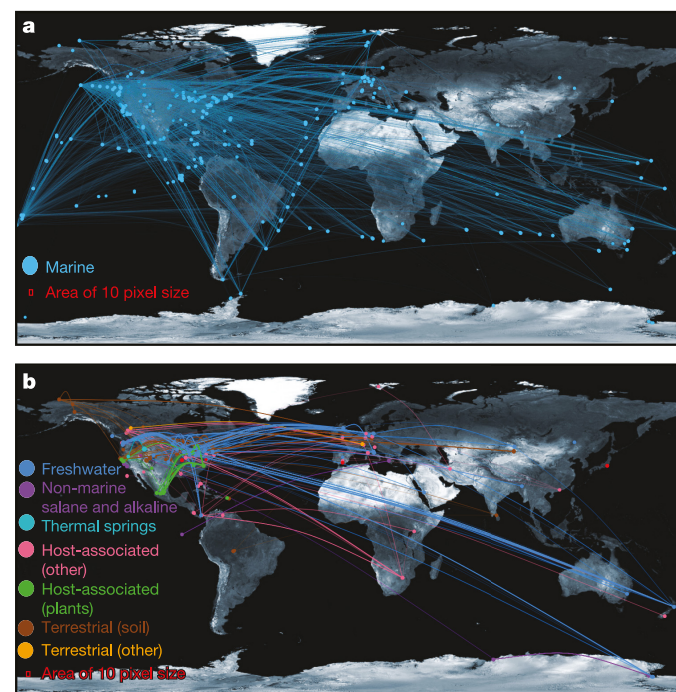 a
Marine
Area of 10 pixel size
b
Freshwater
Non-marine
salane and alkaline
Thermal springs
Host-associated
(other)
Host-associated
(plants)
Terrestrial (soil)
Terrestrial (other)
Area of 10 pixel size